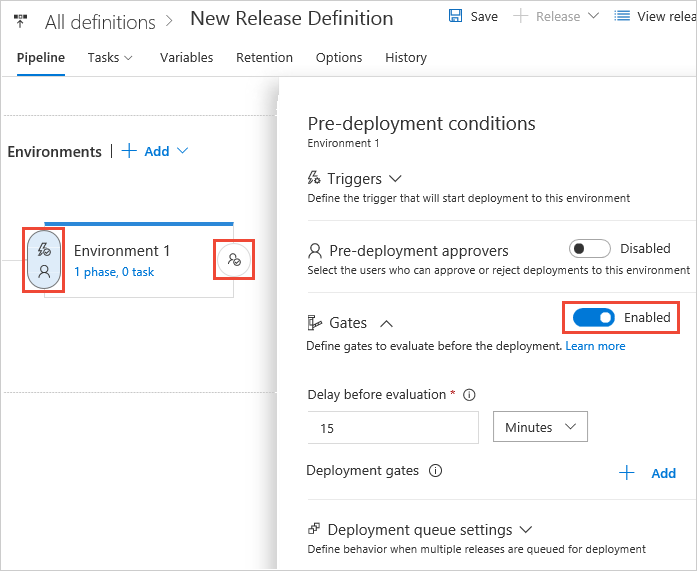 All definitions > New Release Definition
Save + Release View relea
Pipeline Tasks Variables Retention Options History
Environments | + Add
Environment 1
1 phase, 0 task
Pre-deployment conditions
Environment 1
Triggers
Define the trigger that will start deployment to this environment
Pre-deployment approvers Disabled
Select the users who can approve or reject deployments to this environment
Gates Enabled
Define gates to evaluate before the deployment. Learn more
Delay before evaluation *
15 Minutes
Deployment gates + Add
Deployment queue settings
Define behavior when multiple releases are queued for deployment